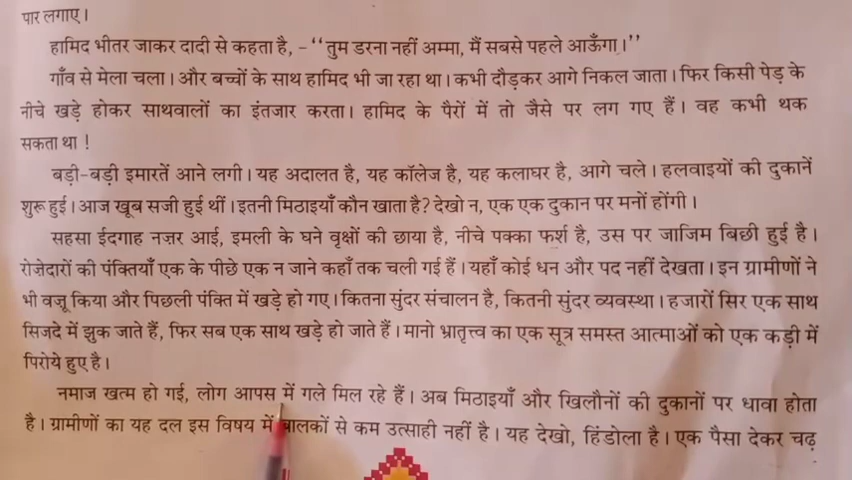 पार लगाए।
हामिद भीतर जाकर दादी से कहता है, – ‘‘तुम डरना नहीं अम्मा, मैं सबसे पहले आऊँगा।’’
गाँव से मेला चला। और बच्चों के साथ हामिद भी जा रहा था। कभी दौड़कर आगे निकल जाता। फिर किसी पेड़ के
नीचे खड़े होकर साथवालों का इंतजार करता। हामिद के पैरों में तो जैसे पर लग गए हैं। वह कभी थक
सकता था !
बड़ी-बड़ी इमारतें आने लगी। यह अदालत है, यह कॉलेज है, यह कलाघर है, आगे चले। हलवाइयों की दुकानें
शुरू हुई। आज खूब सजी हुई थीं। इतनी मिठाइयाँ कौन खाता है? देखो न, एक एक दुकान पर मनों होंगी।
सहसा ईदगाह नज़र आई, इमली के घने वृक्षों की छाया है, नीचे पक्का फर्श है, उस पर जाजिम बिछी हुई है।
रोज़ेदारों की पंक्तियाँ एक के पीछे एक न जाने कहाँ तक चली गई हैं। यहाँ कोई धन और पद नहीं देखता। इन ग्रामीणों ने
भी वजू किया और पिछली पंक्ति में खड़े हो गए। कितना सुंदर संचालन है, कितनी सुंदर व्यवस्था। हजारों सिर एक साथ
सिजदे में झुक जाते हैं, फिर सब एक साथ खड़े हो जाते हैं। मानो भ्रातृत्त्व का एक सूत्र समस्त आत्माओं को एक कड़ी में
पिरोये हुए है।
नमाज खत्म हो गई, लोग आपस में गले मिल रहे हैं। अब मिठाइयाँ और खिलौनों की दुकानों पर धावा होता
है। ग्रामीणों का यह दल इस विषय में बालकों से कम उत्साही नहीं है। यह देखो, हिंडोला है। एक पैसा देकर चढ़